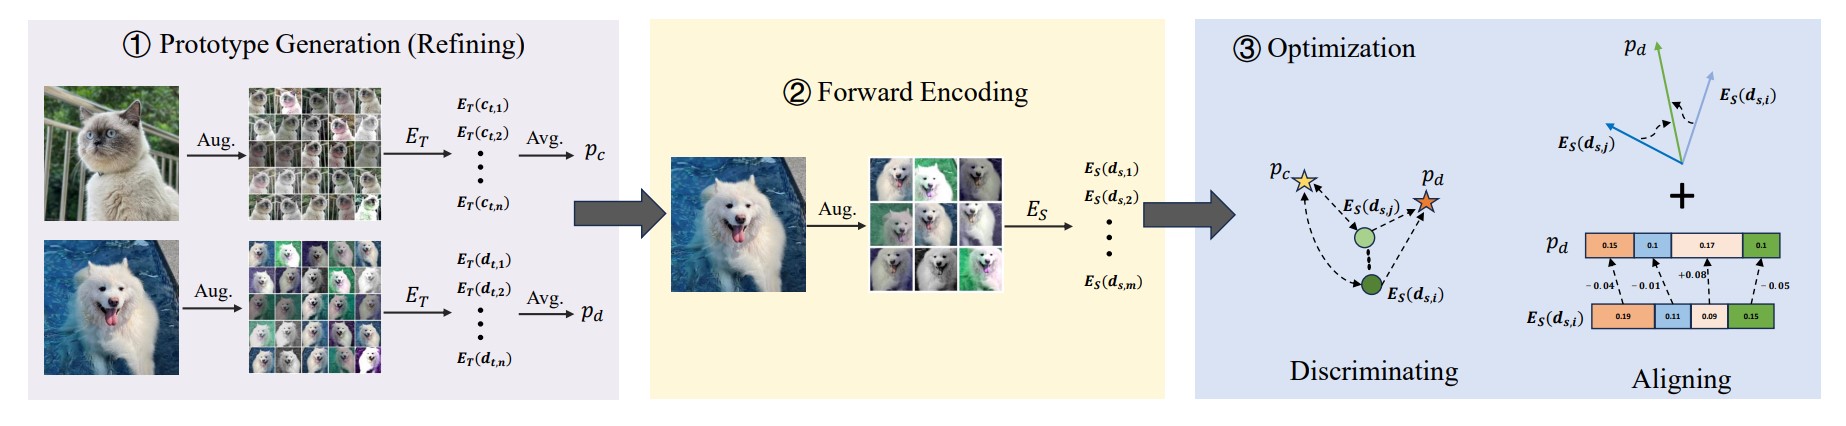 ① Prototype Generation (Refining)
Aug.
E_T
E_T(c_{t,1})
E_T(c_{t,2})
E_T(c_{t,n})
Avg.
p_c
Aug.
E_T
E_T(d_{t,1})
E_T(d_{t,2})
E_T(d_{t,n})
Avg.
p_d
② Forward Encoding
Aug.
E_S
E_S(d_{s,1})
E_S(d_{s,2})
E_S(d_{s,m})
③ Optimization
p_c
p_d
E_S(d_{s,j})
E_S(d_{s,i})
Discriminating
p_d
E_S(d_{s,i})
E_S(d_{s,j})
+
p_d 0.15 0.1 0.17 0.1
−0.04 −0.01 +0.08 −0.05
E_S(d_{s,i}) 0.19 0.11 0.09 0.15
Aligning